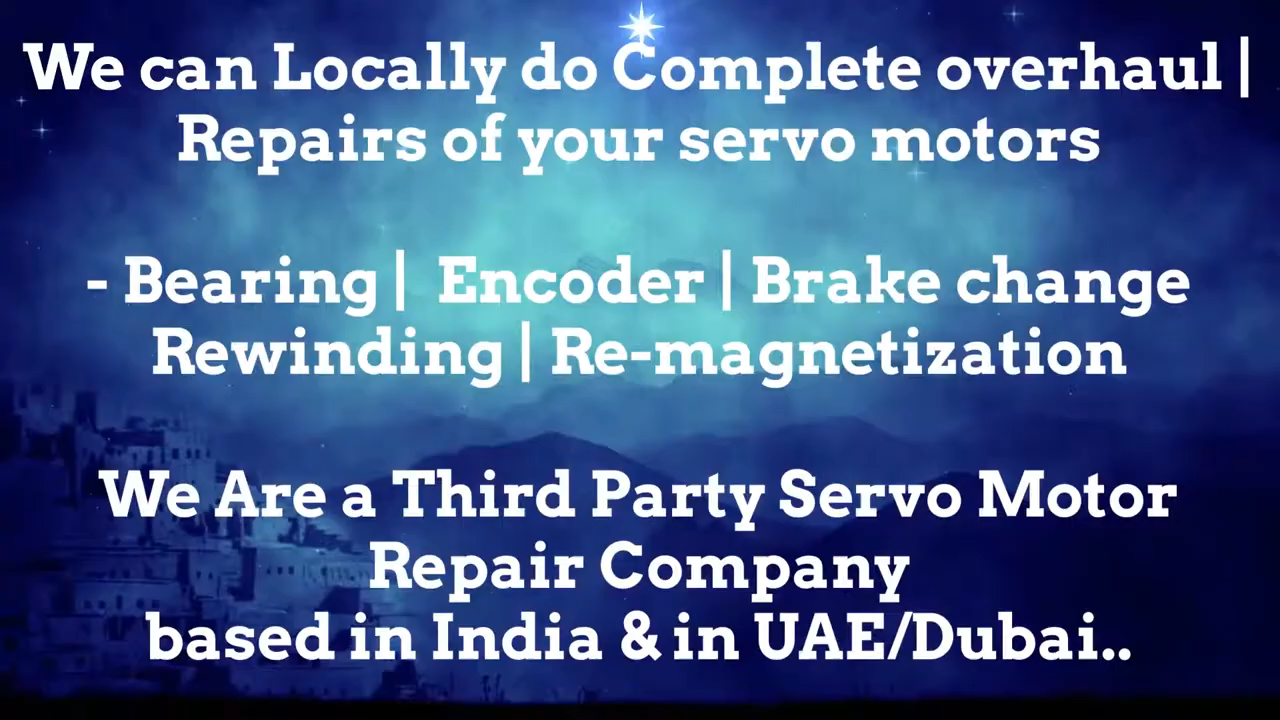 We can Locally do Complete overhaul |
Repairs of your servo motors
- Bearing | Encoder | Brake change
Rewinding | Re-magnetization
We Are a Third Party Servo Motor
Repair Company
based in India & in UAE/Dubai..